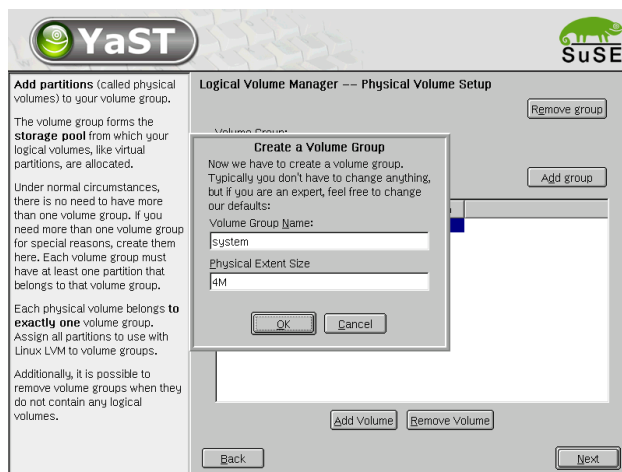 YaST
SuSE
Add partitions (called physical
volumes) to your volume group.
The volume group forms the
storage pool from which your
logical volumes, like virtual
partitions, are allocated.
Under normal circumstances,
there is no need to have more
than one volume group. If you
need more than one volume group
for special reasons, create them
here. Each volume group must
have at least one partition that
belongs to that volume group.
Each physical volume belongs to
exactly one volume group.
Assign all partitions to use with
Linux LVM to volume groups.
Additionally, it is possible to
remove volume groups when they
do not contain any logical
volumes.
Logical Volume Manager -- Physical Volume Setup
Remove group
Volume Group:
Add group
Create a Volume Group
Now we have to create a volume group.
Typically you don't have to change anything,
but if you are an expert, feel free to change
our defaults:
Volume Group Name:
system
Physical Extent Size
4M
OK
Cancel
Add Volume
Remove Volume
Back
Next